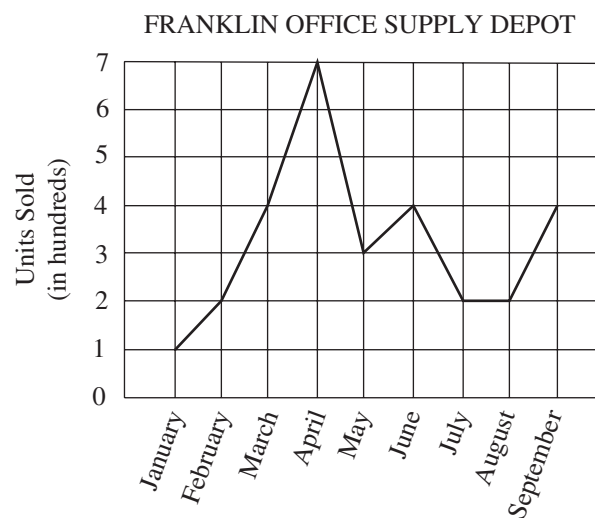 FRANKLIN OFFICE SUPPLY DEPOT
Units Sold
(in hundreds)
7
6
5
4
3
2
1
0
January
February
March
April
May
June
July
August
September